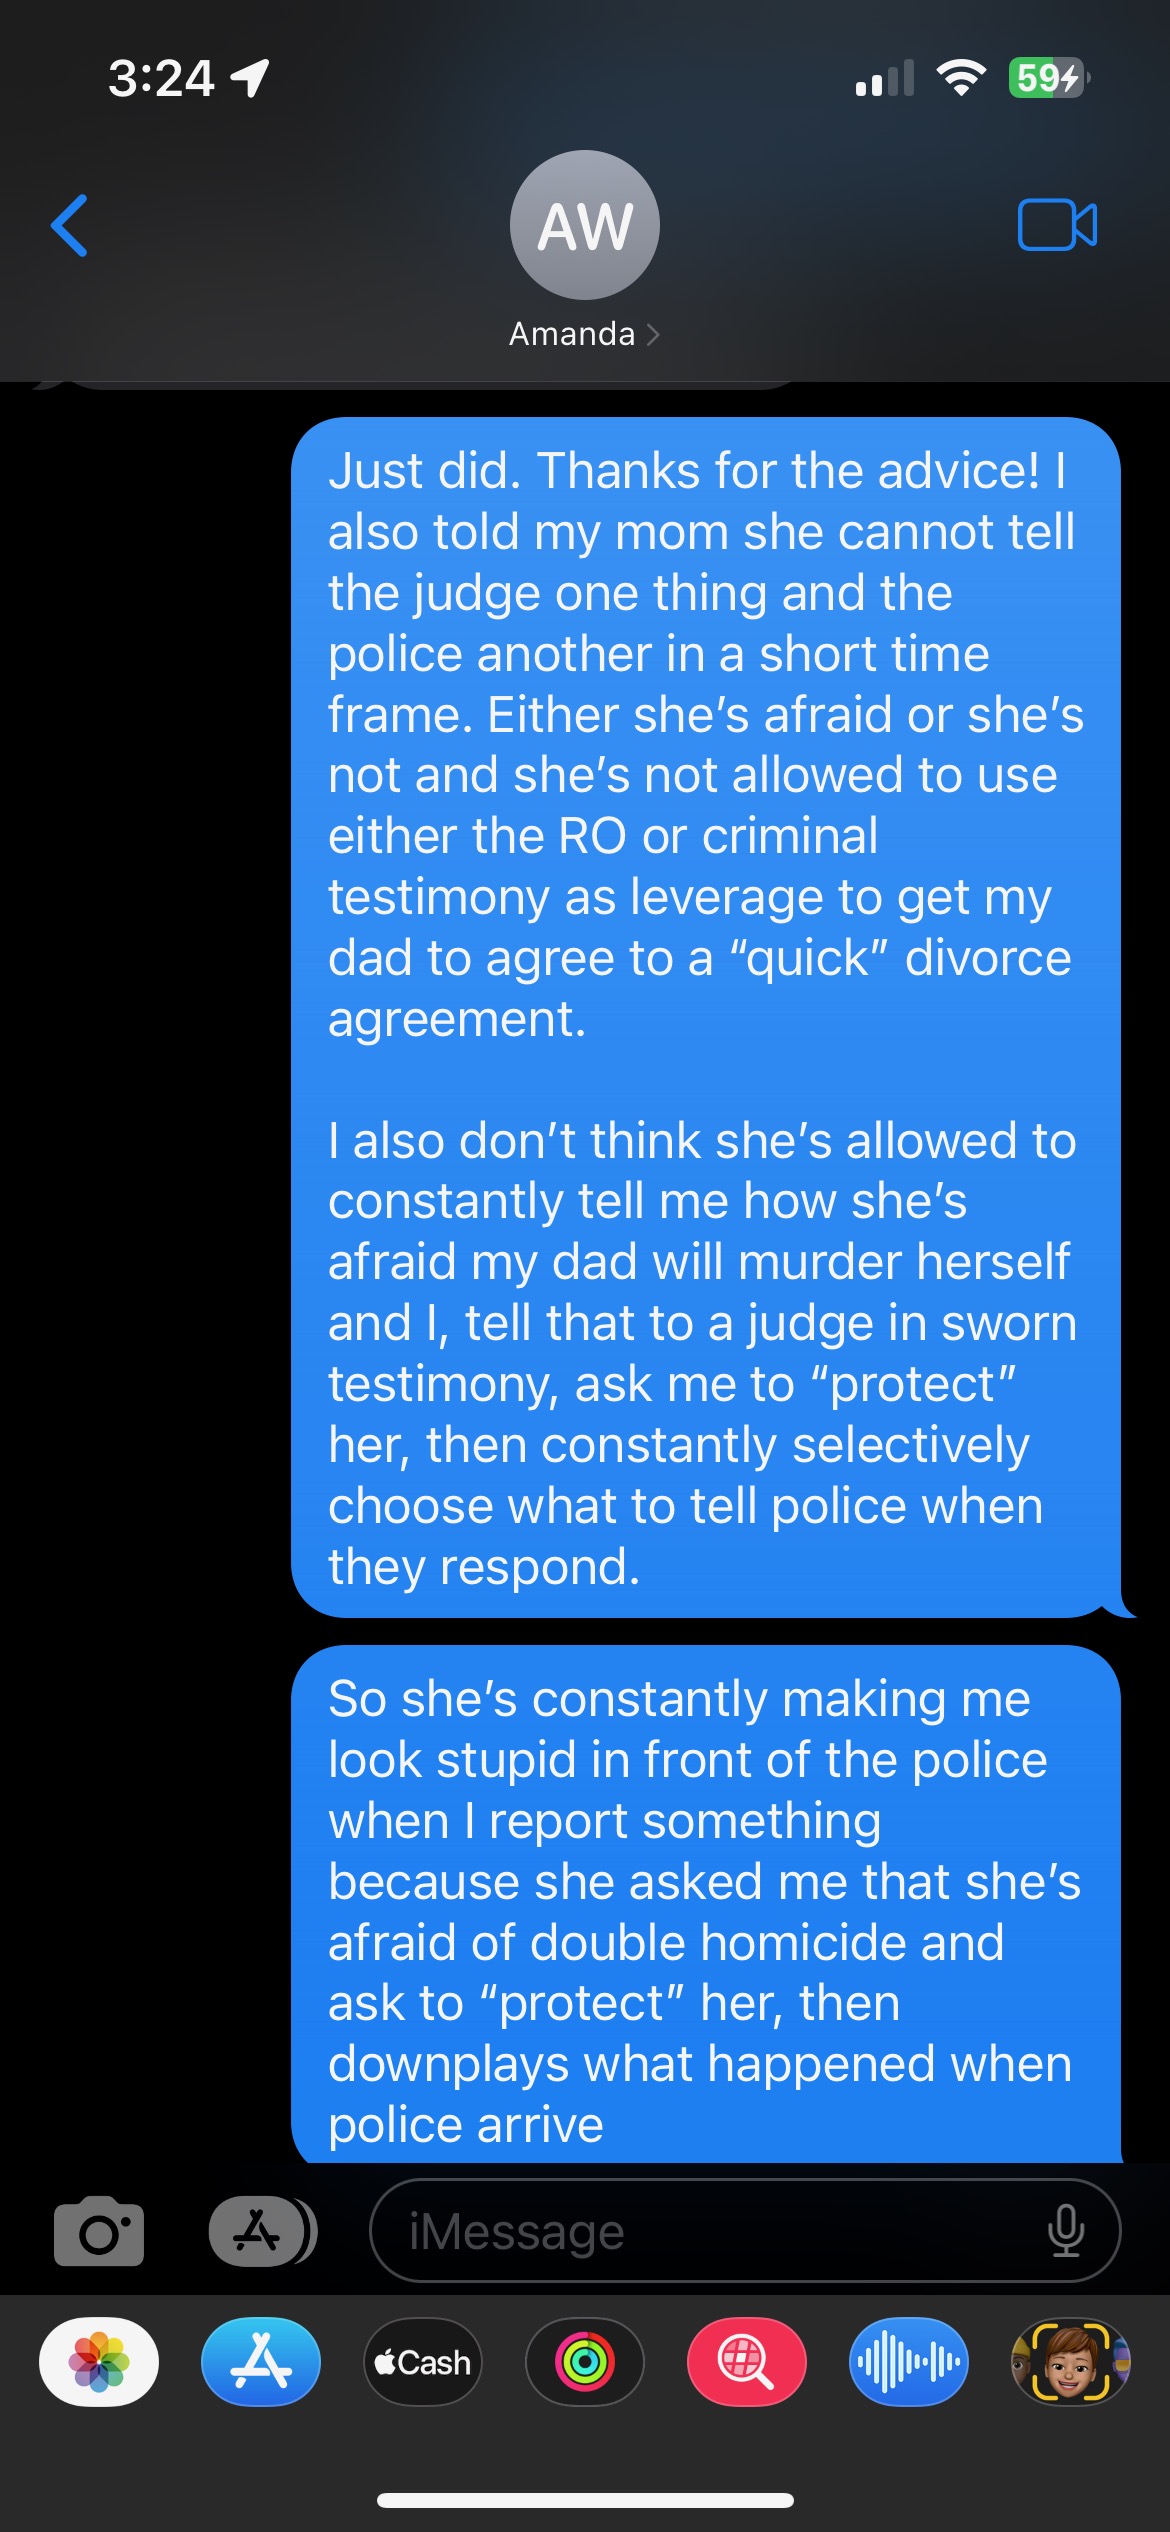 3:24
59
AW
Amanda
Just did. Thanks for the advice! I
also told my mom she cannot tell
the judge one thing and the
police another in a short time
frame. Either she’s afraid or she’s
not and she’s not allowed to use
either the RO or criminal
testimony as leverage to get my
dad to agree to a “quick” divorce
agreement.
I also don’t think she’s allowed to
constantly tell me how she’s
afraid my dad will murder herself
and I, tell that to a judge in sworn
testimony, ask me to “protect”
her, then constantly selectively
choose what to tell police when
they respond.
So she’s constantly making me
look stupid in front of the police
when I report something
because she asked me that she’s
afraid of double homicide and
ask to “protect” her, then
downplays what happened when
police arrive
iMessage
Cash